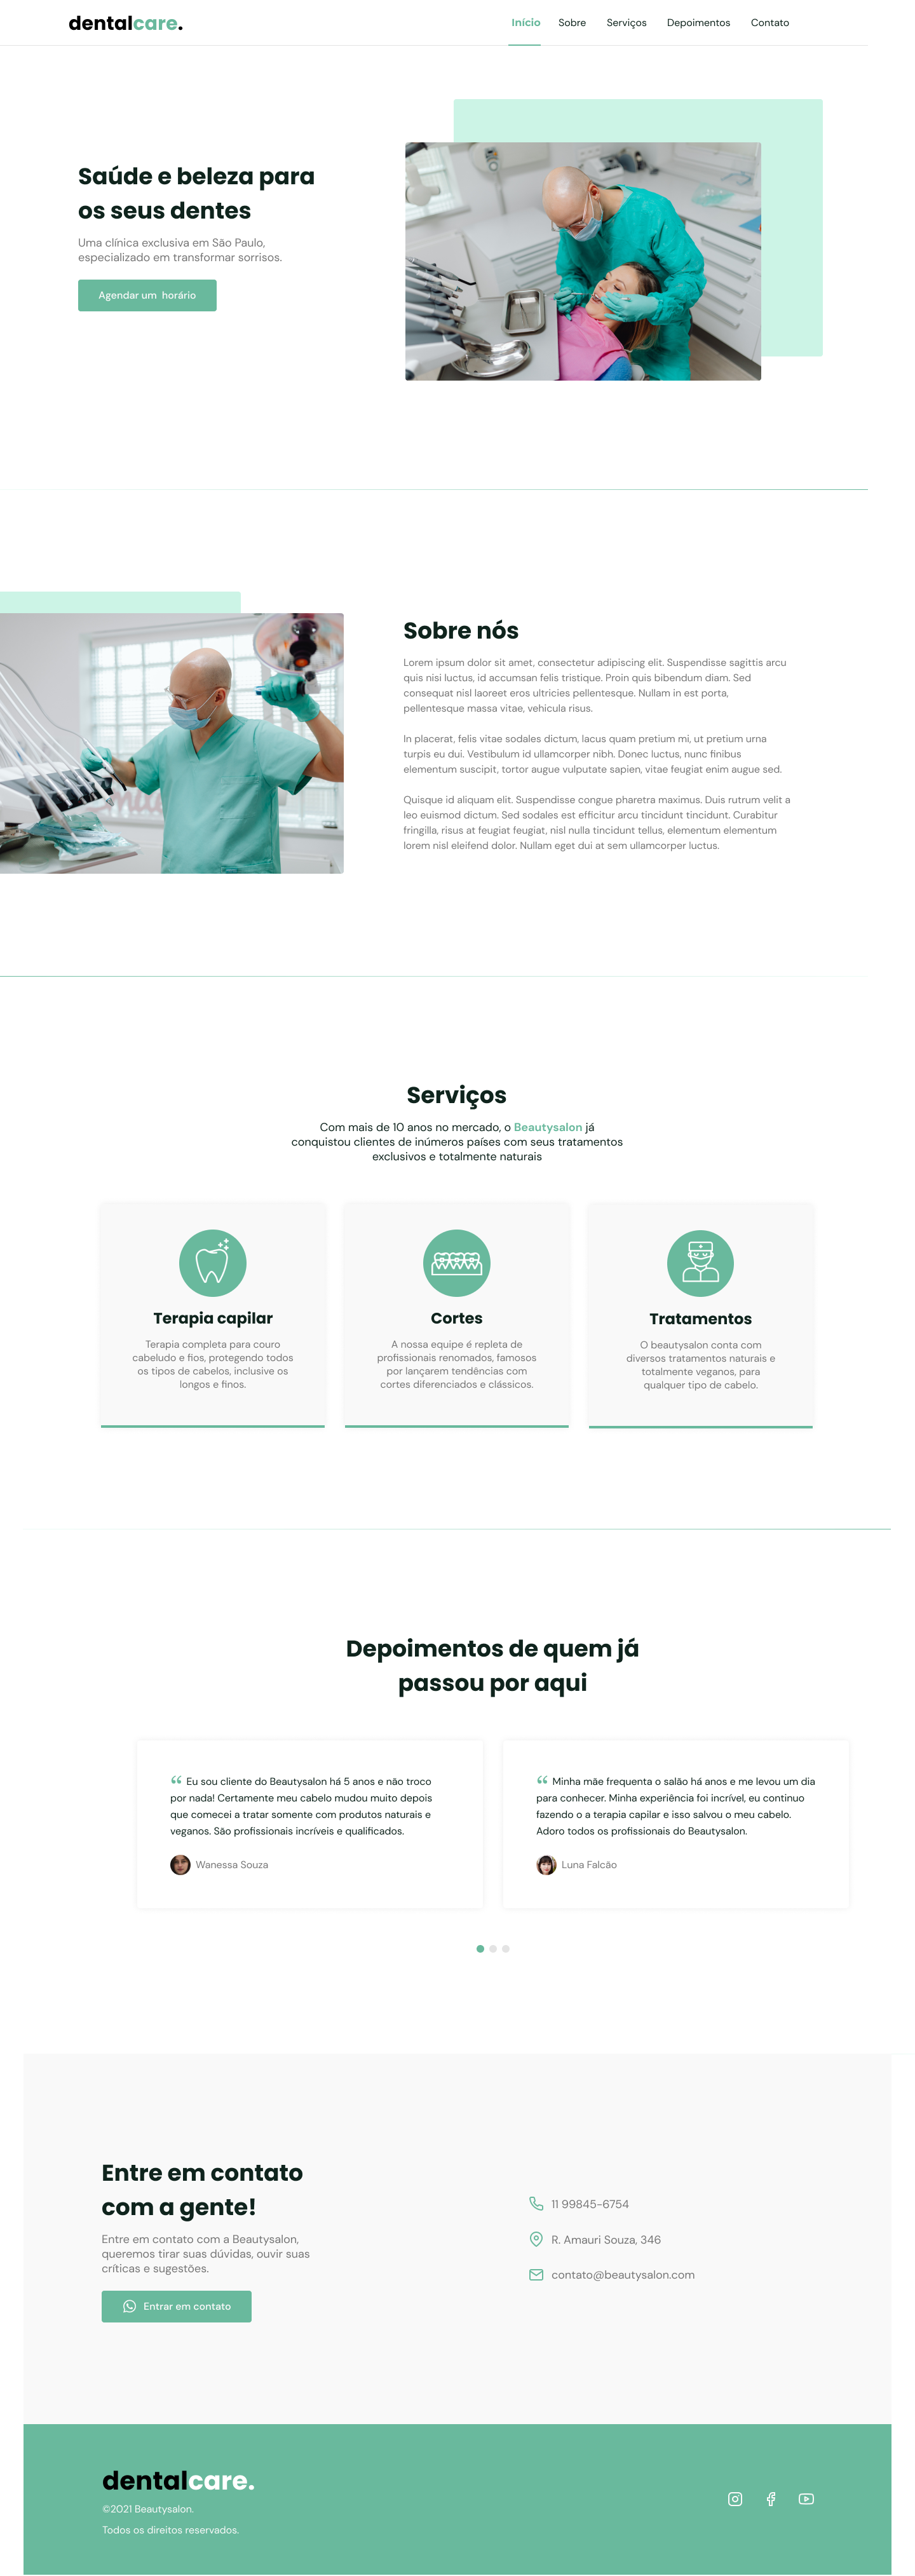 dentalcare.
Início Sobre Serviços Depoimentos Contato
Saúde e beleza para
os seus dentes
Uma clínica exclusiva em São Paulo,
especializado em transformar sorrisos.
Agendar um horário
Sobre nós
Lorem ipsum dolor sit amet, consectetur adipiscing elit. Suspendisse sagittis arcu
quis nisi luctus, id accumsan felis tristique. Proin quis bibendum diam. Sed
consequat nisl laoreet eros ultricies pellentesque. Nullam in est porta,
pellentesque massa vitae, vehicula risus.
In placerat, felis vitae sodales dictum, lacus quam pretium mi, ut pretium urna
turpis eu dui. Vestibulum id ullamcorper nibh. Donec luctus, nunc finibus
elementum suscipit, tortor augue vulputate sapien, vitae feugiat enim augue sed.
Quisque id aliquam elit. Suspendisse congue pharetra maximus. Duis rutrum velit a
leo euismod dictum. Sed sodales est efficitur arcu tincidunt tincidunt. Curabitur
fringilla, risus at feugiat feugiat, nisl nulla tincidunt tellus, elementum elementum
lorem nisl eleifend dolor. Nullam eget dui at sem ullamcorper luctus.
Serviços
Com mais de 10 anos no mercado, o Beautysalon já
conquistou clientes de inúmeros países com seus tratamentos
exclusivos e totalmente naturais
Terapia capilar
Terapia completa para couro
cabeludo e fios, protegendo todos
os tipos de cabelos, inclusive os
longos e finos.
Cortes
A nossa equipe é repleta de
profissionais renomados, famosos
por lançarem tendências com
cortes diferenciados e clássicos.
Tratamentos
O beautysalon conta com
diversos tratamentos naturais e
totalmente veganos, para
qualquer tipo de cabelo.
Depoimentos de quem já
passou por aqui
“ Eu sou cliente do Beautysalon há 5 anos e não troco
por nada! Certamente meu cabelo mudou muito depois
que comecei a tratar somente com produtos naturais e
veganos. São profissionais incríveis e qualificados.
Wanessa Souza
“ Minha mãe frequenta o salão há anos e me levou um dia
para conhecer. Minha experiência foi incrível, eu continuo
fazendo o a terapia capilar e isso salvou o meu cabelo.
Adoro todos os profissionais do Beautysalon.
Luna Falcão
Entre em contato
com a gente!
Entre em contato com a Beautysalon,
queremos tirar suas dúvidas, ouvir suas
críticas e sugestões.
Entrar em contato
11 99845-6754
R. Amauri Souza, 346
contato@beautysalon.com
dentalcare.
©2021 Beautysalon.
Todos os direitos reservados.